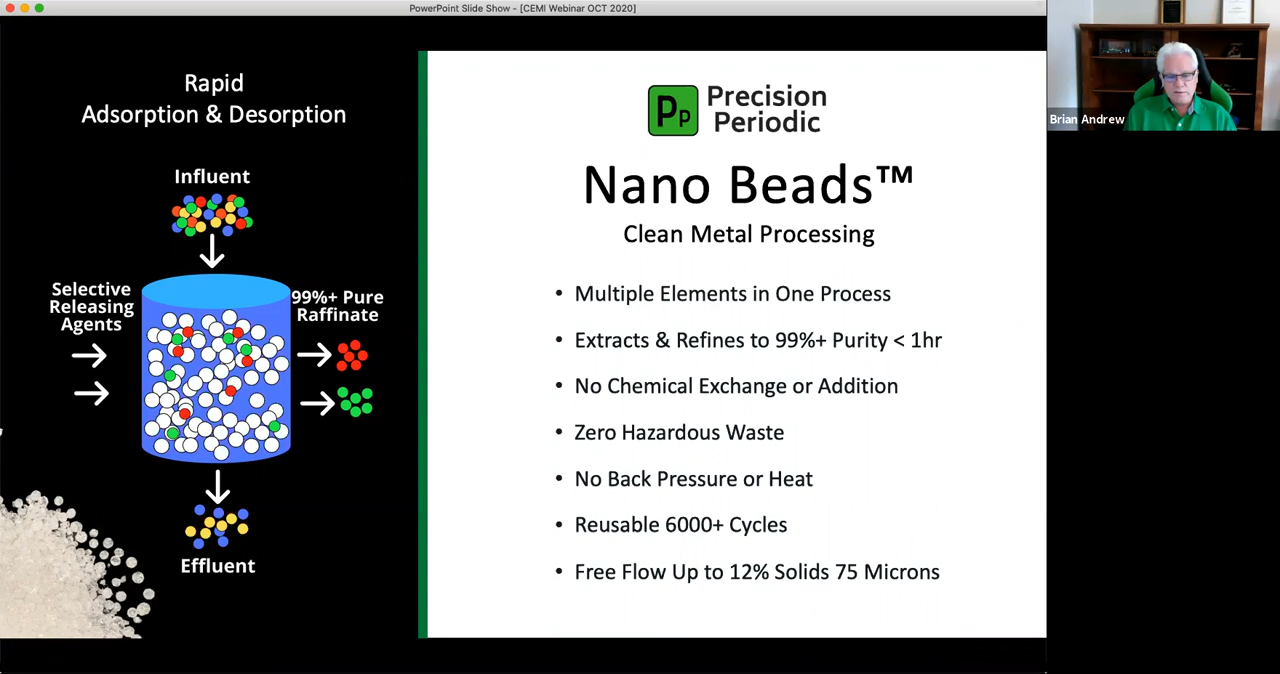 PowerPoint Slide Show - [CEMI Webinar OCT 2020]
Rapid
Adsorption & Desorption
Influent
Selective
Releasing
Agents
99%+ Pure
Raffinate
Effluent
Pp
Precision
Periodic
Nano Beads™
Clean Metal Processing
• Multiple Elements in One Process
• Extracts & Refines to 99%+ Purity < 1hr
• No Chemical Exchange or Addition
• Zero Hazardous Waste
• No Back Pressure or Heat
• Reusable 6000+ Cycles
• Free Flow Up to 12% Solids 75 Microns
Brian Andrew